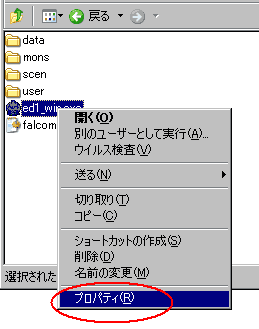 戻る
data
mons
scen
user
ed1_win.exe
falcom
開く(O)
別のユーザーとして実行(A)...
ウイルス検査(V)
送る(N)
切り取り(T)
コピー(C)
ショートカットの作成(S)
削除(D)
名前の変更(M)
プロパティ(R)
選択された